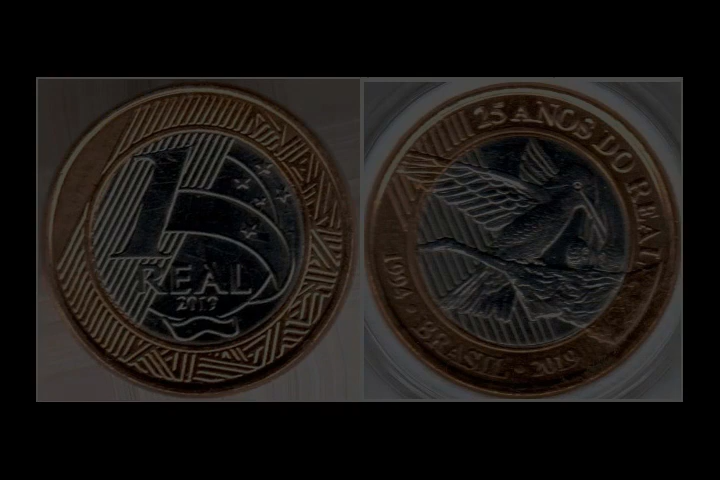 1
REAL
2019
25 ANOS DO REAL
1994 · BRASIL · 2019